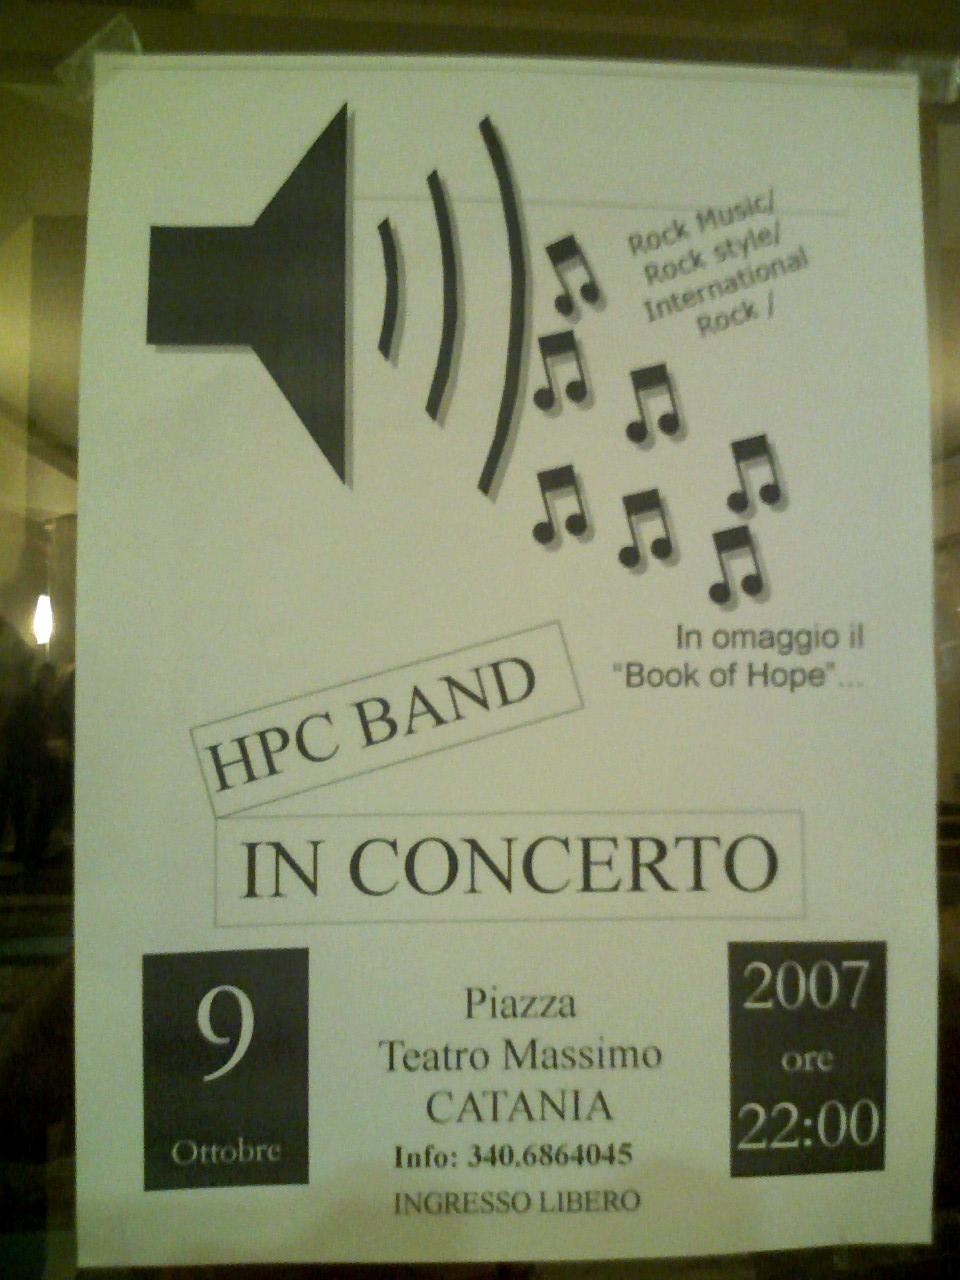 Rock Music/
Rock style/
International
Rock /
In omaggio il
"Book of Hope"...
HPC BAND
IN CONCERTO
9
Ottobre
Piazza
Teatro Massimo
CATANIA
Info: 340.6864045
INGRESSO LIBERO
2007
ore
22:00